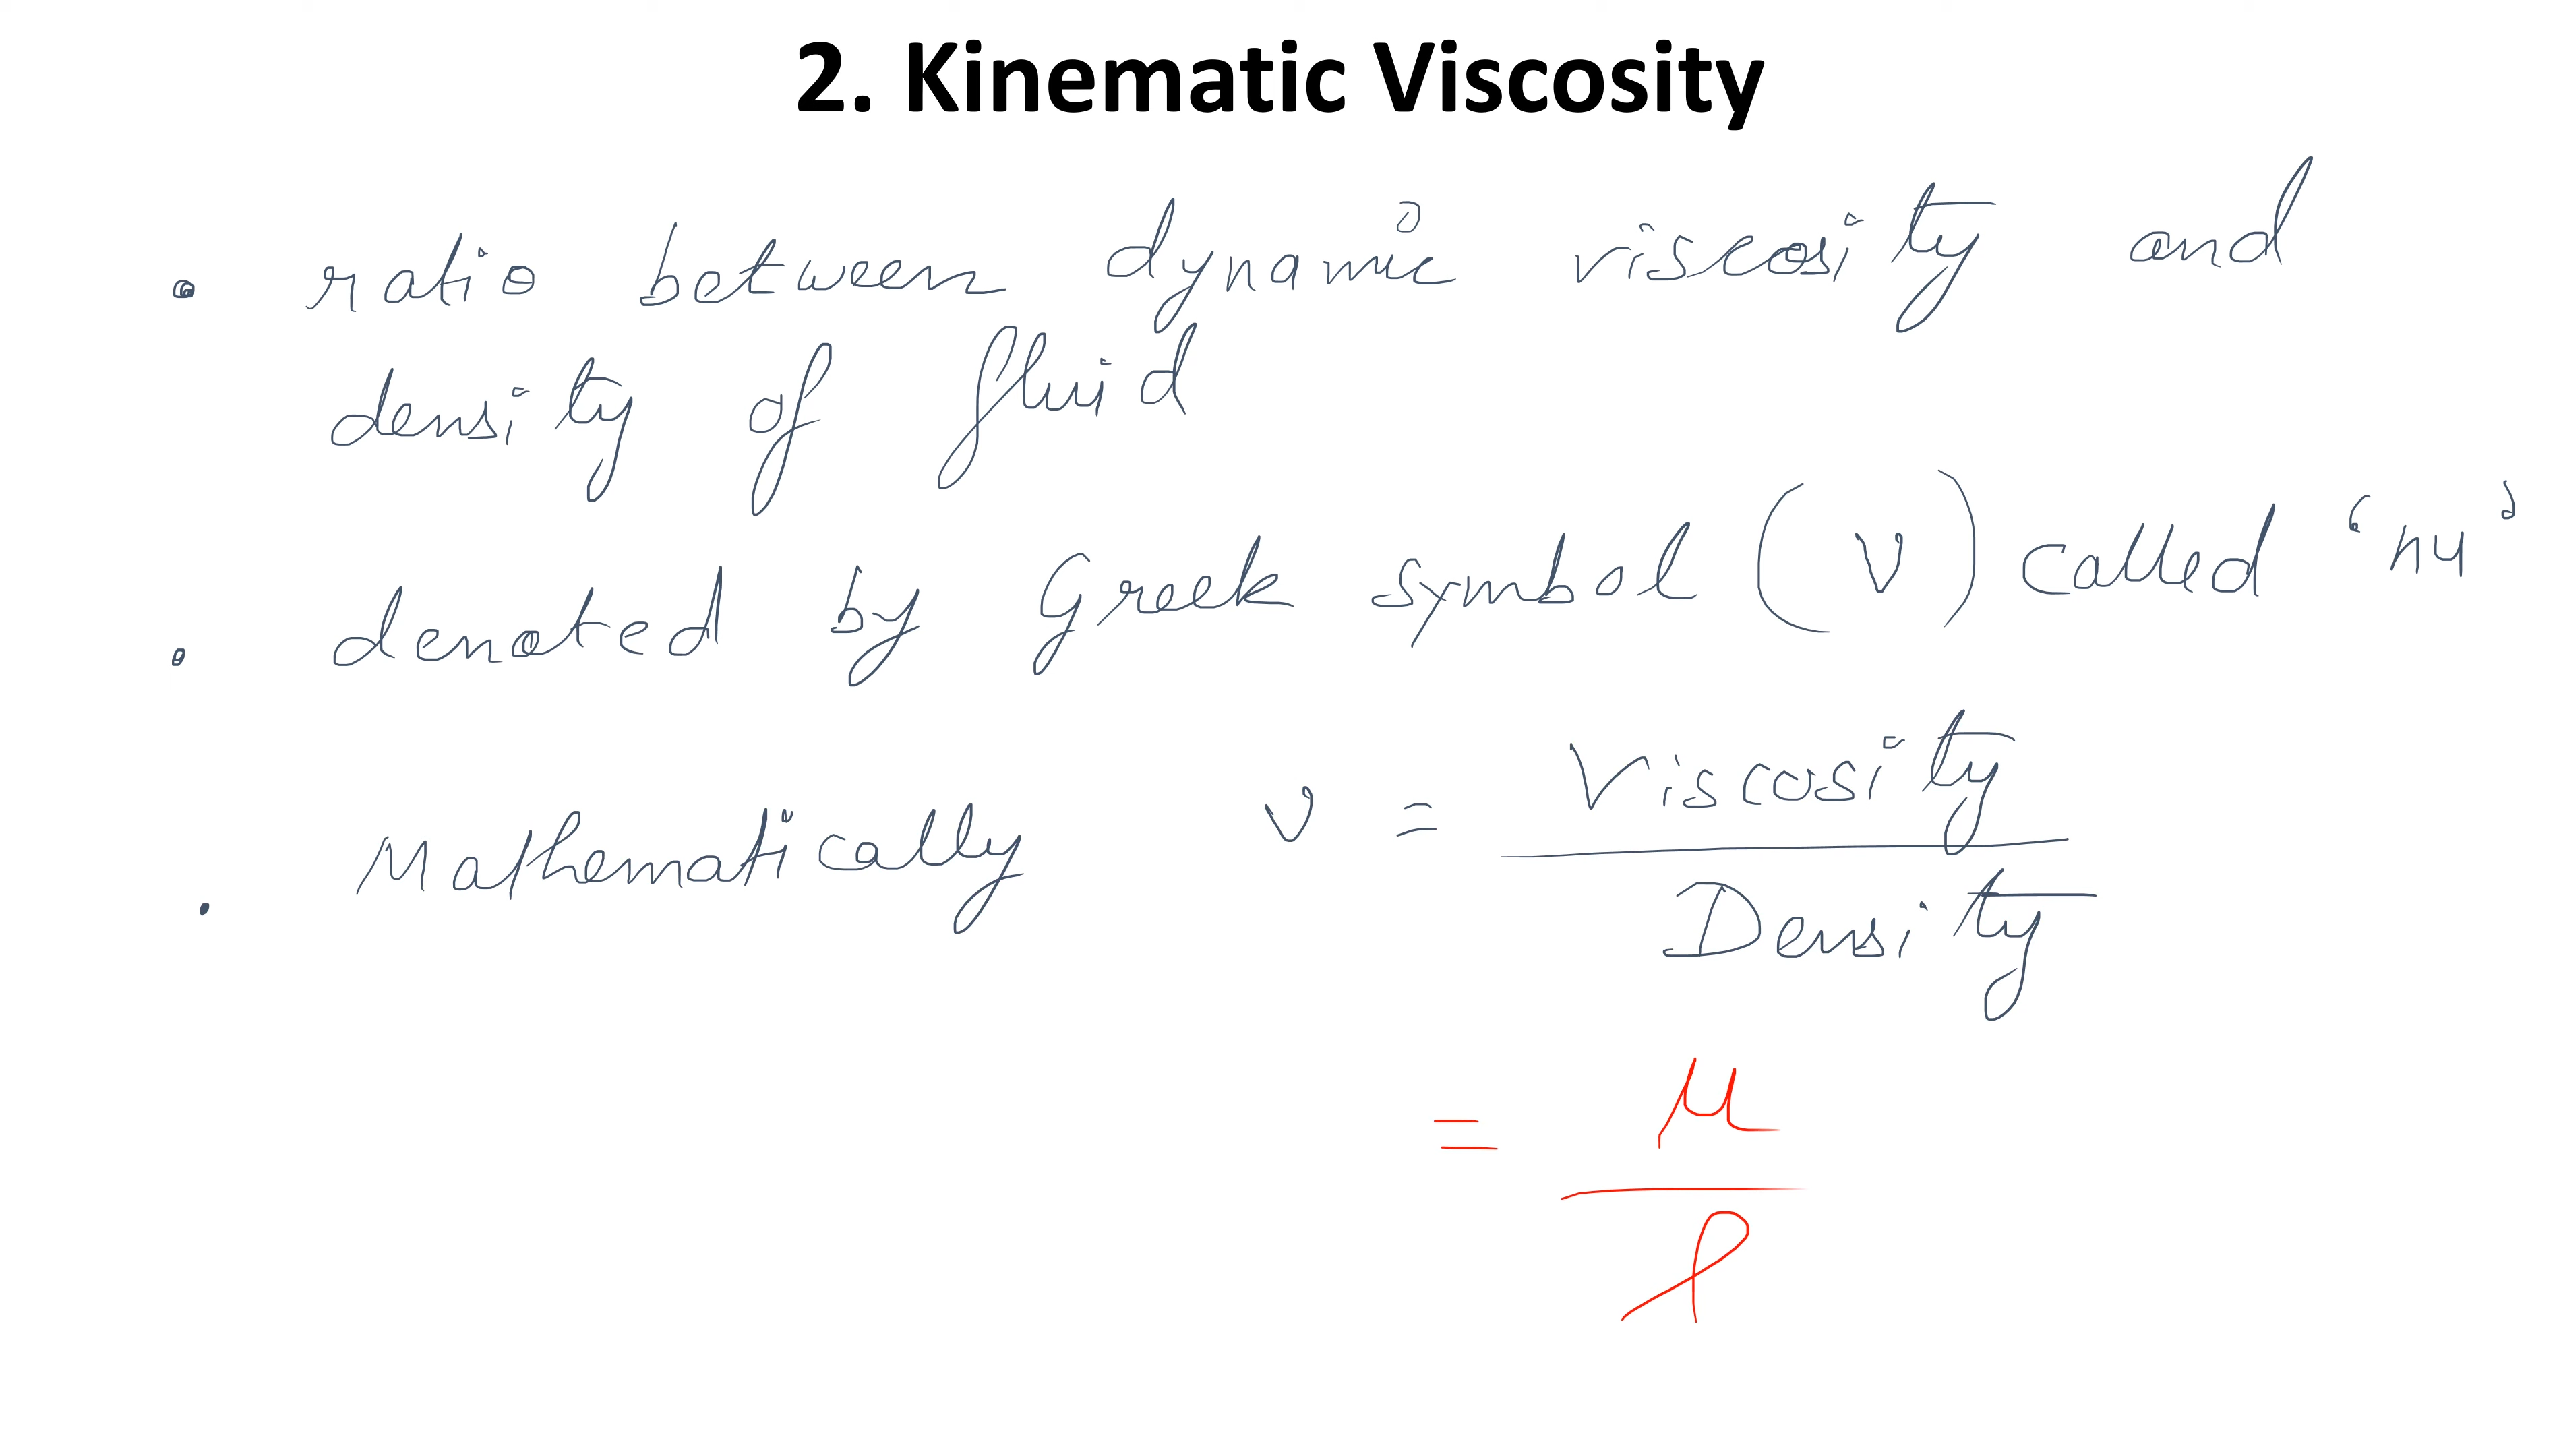 2. Kinematic Viscosity
• ratio between dynamic viscosity and
density of fluid
• denoted by Greek symbol (ν) called 'nu'
• Mathematically ν = Viscosity
Density
= μ
ρ